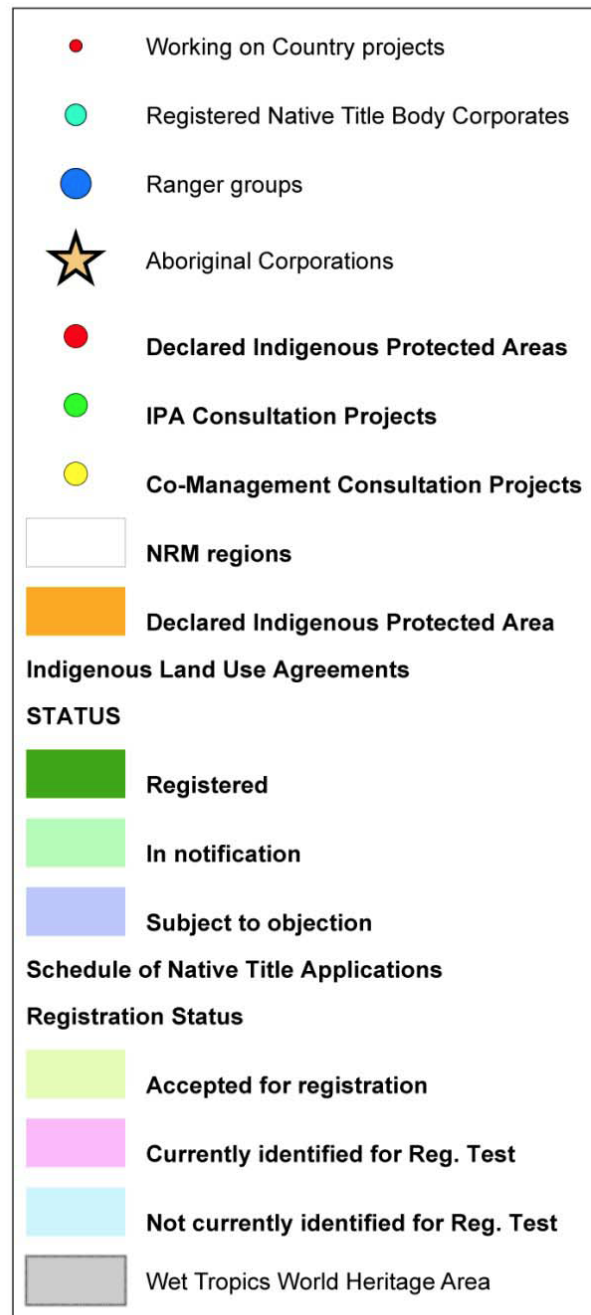 Working on Country projects
Registered Native Title Body Corporates
Ranger groups
Aboriginal Corporations
Declared Indigenous Protected Areas
IPA Consultation Projects
Co-Management Consultation Projects
NRM regions
Declared Indigenous Protected Area
Indigenous Land Use Agreements
STATUS
Registered
In notification
Subject to objection
Schedule of Native Title Applications
Registration Status
Accepted for registration
Currently identified for Reg. Test
Not currently identified for Reg. Test
Wet Tropics World Heritage Area